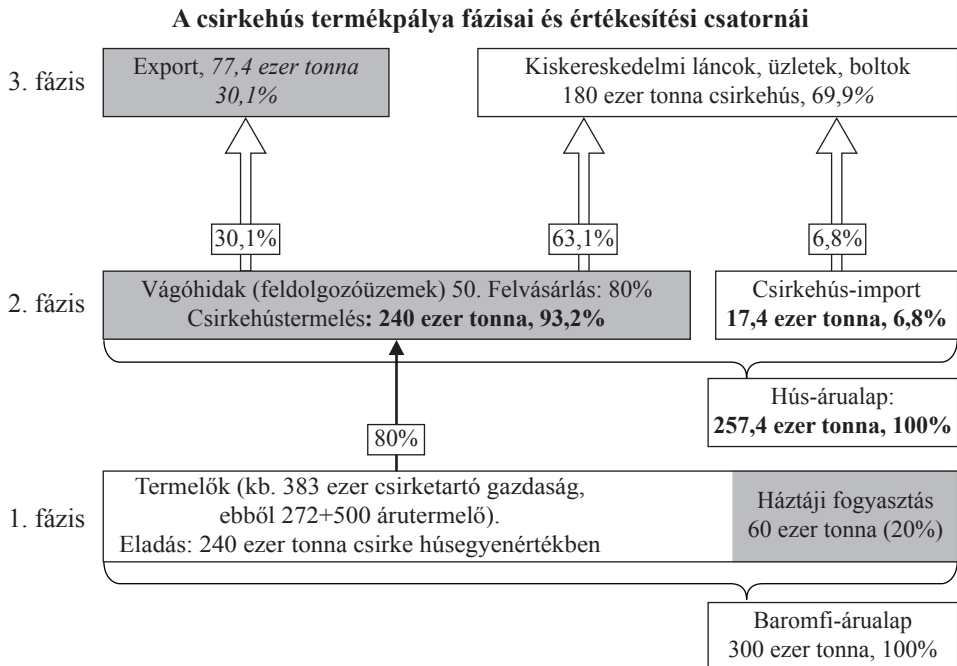 A csirkehús termékpálya fázisai és értékesítési csatornái
3. fázis
Export, 77,4 ezer tonna
30,1%
Kiskereskedelmi láncok, üzletek, boltok
180 ezer tonna csirkehús, 69,9%
30,1%
63,1%
6,8%
2. fázis
Vágóhidak (feldolgozóüzemek) 50. Felvásárlás: 80%
Csirkehústermelés: 240 ezer tonna, 93,2%
Csirkehús-import
17,4 ezer tonna, 6,8%
Hús-árualap:
257,4 ezer tonna, 100%
80%
1. fázis
Termelők (kb. 383 ezer csirketartó gazdaság,
ebből 272+500 árutermelő).
Eladás: 240 ezer tonna csirke húsegyenértékben
Háztáji fogyasztás
60 ezer tonna (20%)
Baromfi-árualap
300 ezer tonna, 100%